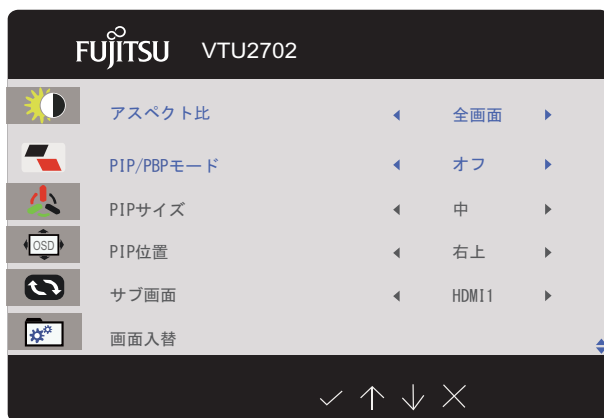 FUJITSU VTU2702
アスペクト比 全画面
PIP/PBPモード オフ
PIPサイズ 中
OSD PIP位置 右上
サブ画面 HDMI1
画面入替